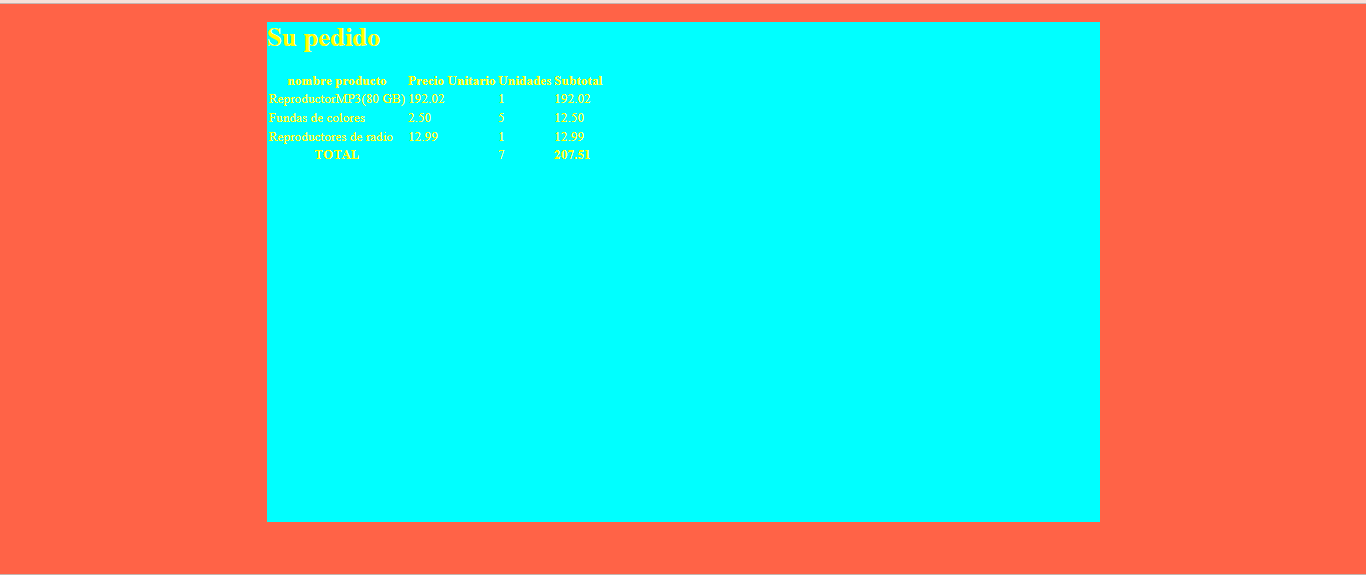 Su pedido
nombre producto Precio Unitario Unidades Subtotal
ReproductorMP3(80 GB) 192.02 1 192.02
Fundas de colores 2.50 5 12.50
Reproductores de radio 12.99 1 12.99
TOTAL 7 207.51